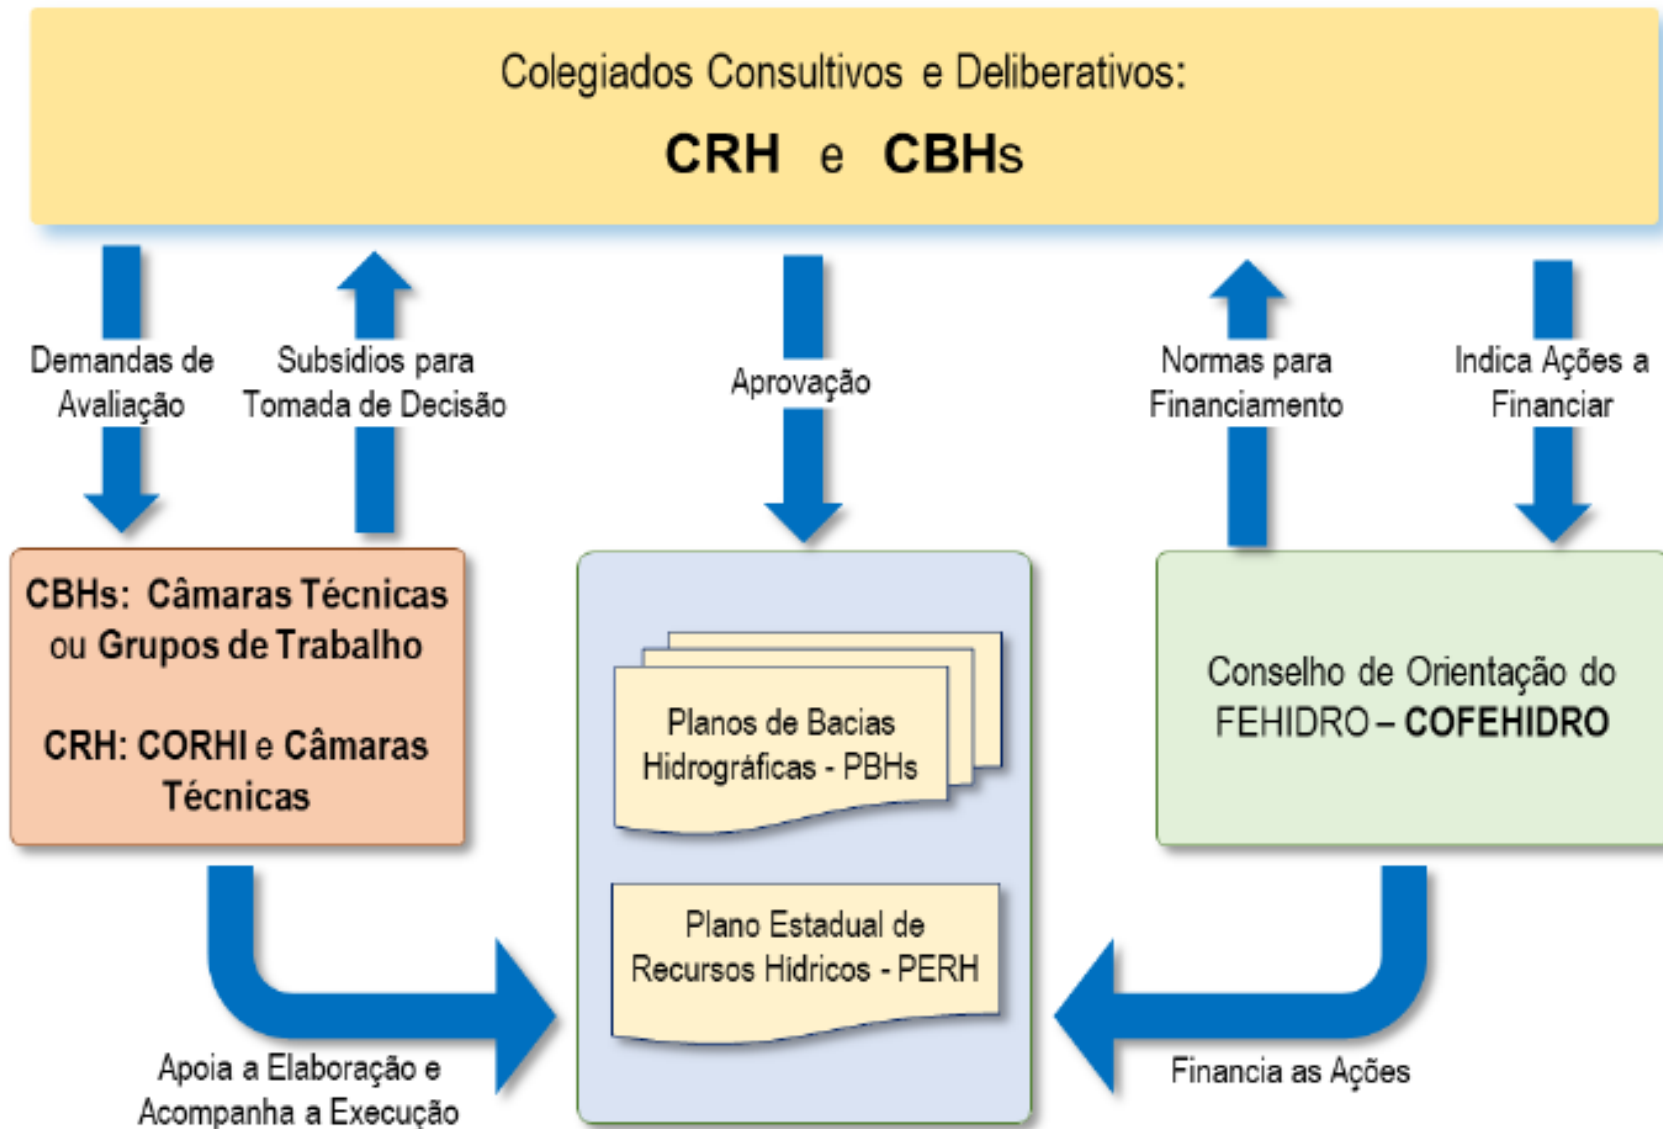 Colegiados Consultivos e Deliberativos:
CRH e CBHs
Demandas de
Avaliação
Subsídios para
Tomada de Decisão
Aprovação
Normas para
Financiamento
Indica Ações a
Financiar
CBHs: Câmaras Técnicas
ou Grupos de Trabalho
CRH: CORHI e Câmaras
Técnicas
Planos de Bacias
Hidrográficas - PBHs
Plano Estadual de
Recursos Hídricos - PERH
Conselho de Orientação do
FEHIDRO – COFEHIDRO
Apoia a Elaboração e
Acompanha a Execução
Financia as Ações